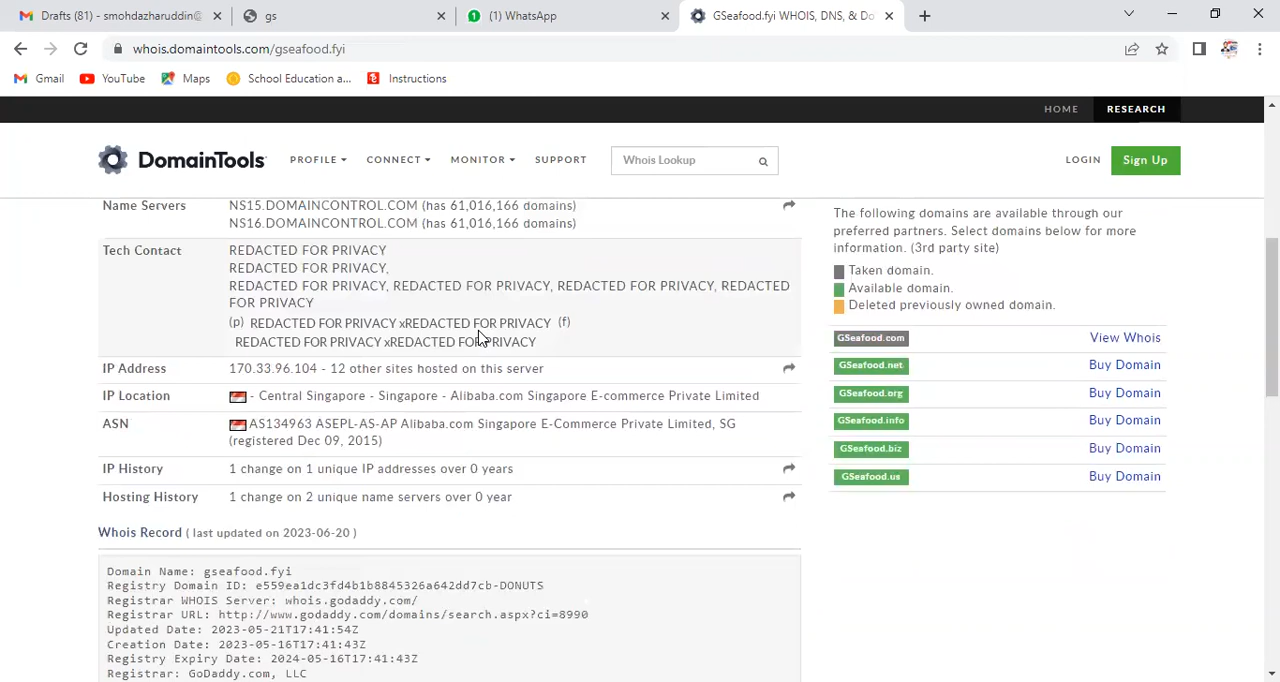 Drafts (81) - smohdazharuddin@
gs
(1) WhatsApp
GSeafood.fyi WHOIS, DNS, & Do
whois.domaintools.com/gseafood.fyi
Gmail
YouTube
Maps
School Education a...
Instructions
HOME
RESEARCH
DomainTools
PROFILE
CONNECT
MONITOR
SUPPORT
Whois Lookup
LOGIN
Sign Up
Name Servers
NS15.DOMAINCONTROL.COM (has 61,016,166 domains)
NS16.DOMAINCONTROL.COM (has 61,016,166 domains)
Tech Contact
REDACTED FOR PRIVACY
REDACTED FOR PRIVACY,
REDACTED FOR PRIVACY, REDACTED FOR PRIVACY, REDACTED FOR PRIVACY, REDACTED
FOR PRIVACY
(p) REDACTED FOR PRIVACY xREDACTED FOR PRIVACY (f)
REDACTED FOR PRIVACY xREDACTED FOR PRIVACY
IP Address
170.33.96.104 - 12 other sites hosted on this server
IP Location
- Central Singapore - Singapore - Alibaba.com Singapore E-commerce Private Limited
ASN
AS134963 ASEPL-AS-AP Alibaba.com Singapore E-Commerce Private Limited, SG
(registered Dec 09, 2015)
IP History
1 change on 1 unique IP addresses over 0 years
Hosting History
1 change on 2 unique name servers over 0 year
Whois Record ( last updated on 2023-06-20 )
Domain Name: gseafood.fyi
Registry Domain ID: e559ea1dc3fd4b1b8845326a642dd7cb-DONUTS
Registrar WHOIS Server: whois.godaddy.com/
Registrar URL: http://www.godaddy.com/domains/search.aspx?ci=8990
Updated Date: 2023-05-21T17:41:54Z
Creation Date: 2023-05-16T17:41:43Z
Registry Expiry Date: 2024-05-16T17:41:43Z
Registrar: GoDaddy.com, LLC
The following domains are available through our
preferred partners. Select domains below for more
information. (3rd party site)
Taken domain.
Available domain.
Deleted previously owned domain.
GSeafood.com
View Whois
GSeafood.net
Buy Domain
GSeafood.org
Buy Domain
GSeafood.info
Buy Domain
GSeafood.biz
Buy Domain
GSeafood.us
Buy Domain